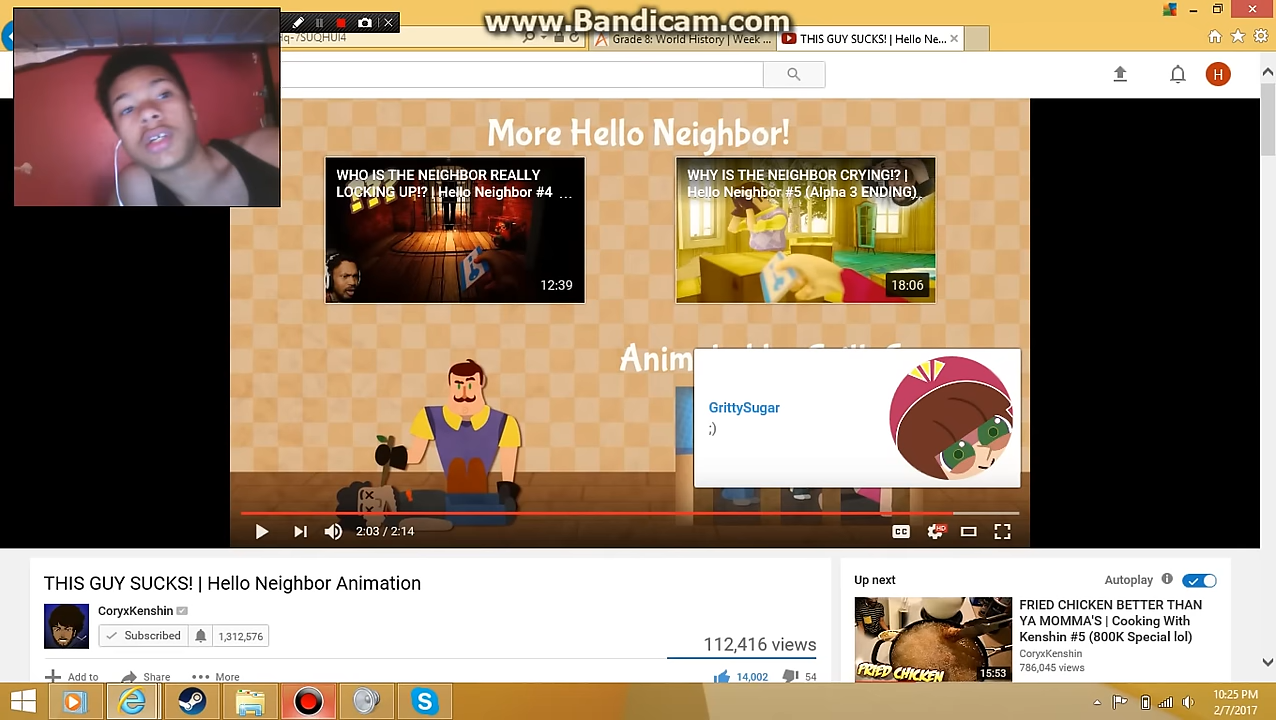 www.Bandicam.com
Hq-7SUQHUI4
Grade 8: World History | Week ...
THIS GUY SUCKS! | Hello Ne...
H
More Hello Neighbor!
WHO IS THE NEIGHBOR REALLY
LOCKING UP!? | Hello Neighbor #4 ...
12:39
WHY IS THE NEIGHBOR CRYING!? |
Hello Neighbor #5 (Alpha 3 ENDING)
18:06
GrittySugar
;)
2:03 / 2:14
CC
HD
THIS GUY SUCKS! | Hello Neighbor Animation
CoryxKenshin
Subscribed
1,312,576
112,416 views
Add to
Share
More
14,002
54
Up next
Autoplay
FRIED CHICKEN BETTER THAN
YA MOMMA'S | Cooking With
Kenshin #5 (800K Special lol)
CoryxKenshin
786,045 views
FRIED CHICKEN
15:53
10:25 PM
2/7/2017